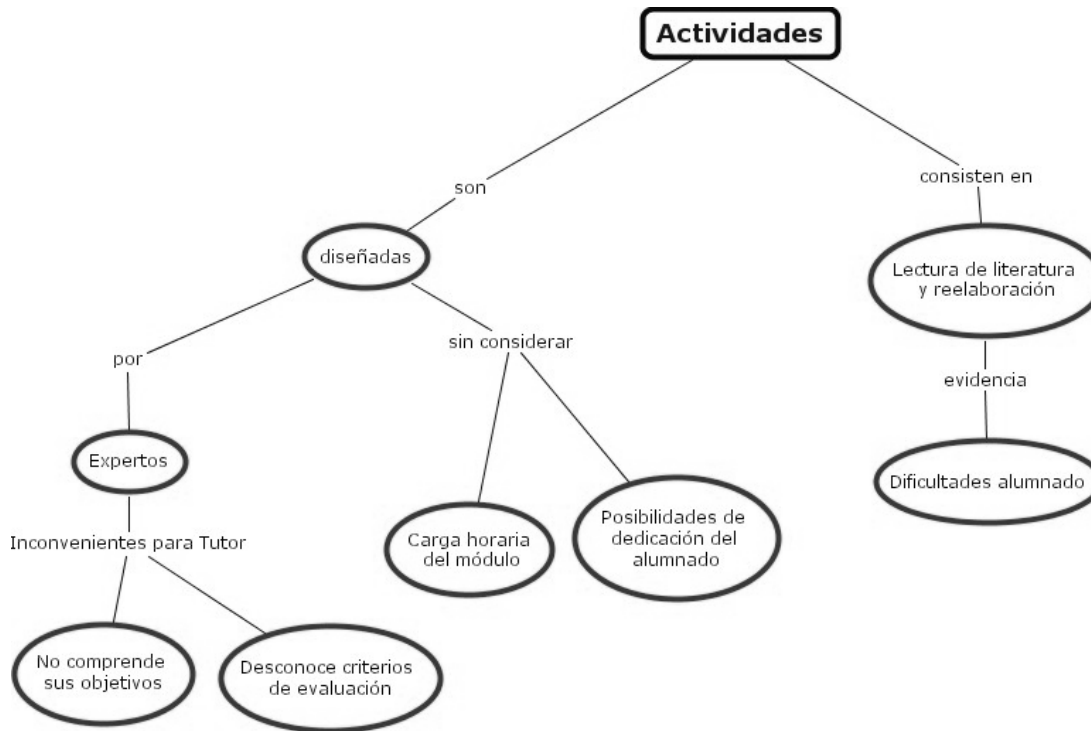 Actividades
son
consisten en
diseñadas
Lectura de literatura
y reelaboración
por
sin considerar
evidencia
Expertos
Dificultades alumnado
Inconvenientes para Tutor
Carga horaria
del módulo
Posibilidades de
dedicación del
alumnado
No comprende
sus objetivos
Desconoce criterios
de evaluación